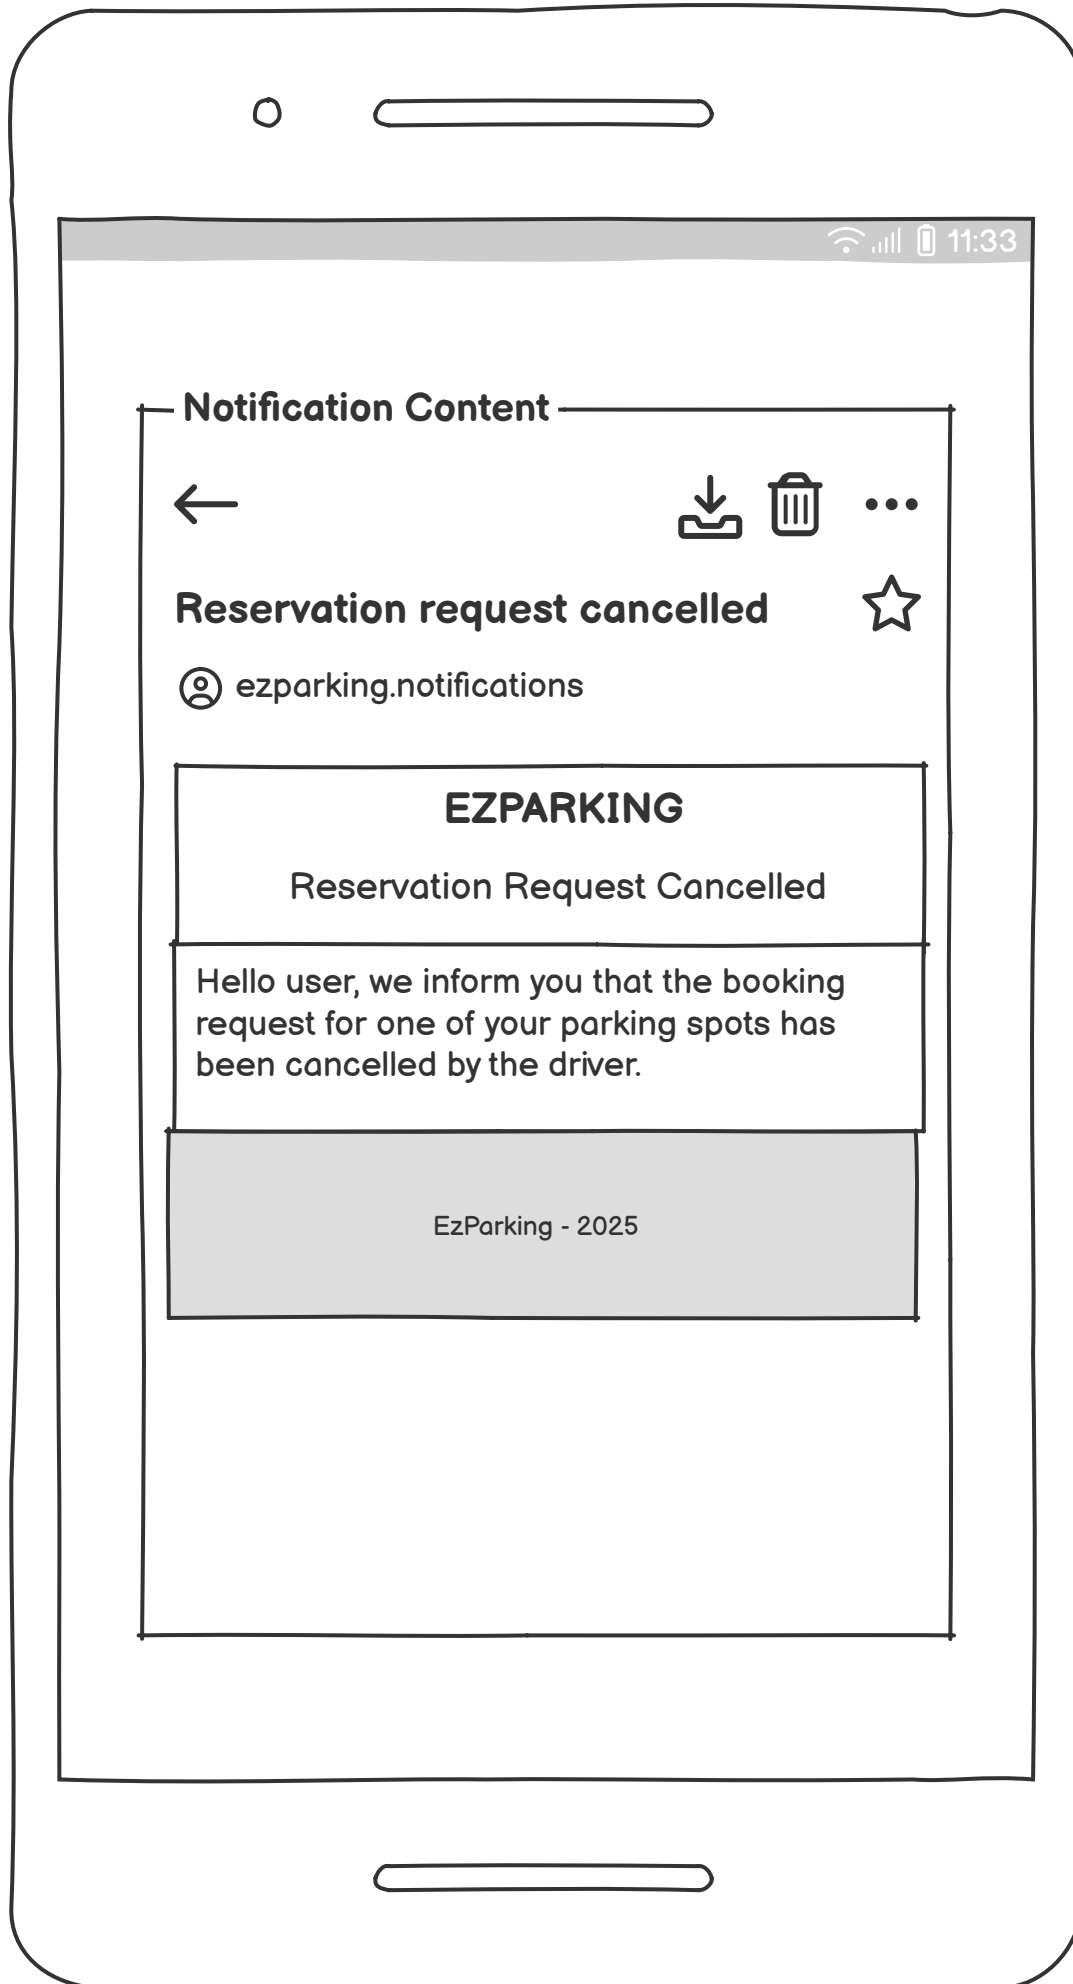 11:33
Notification Content
Reservation request cancelled
ezparking.notifications
EZPARKING
Reservation Request Cancelled
Hello user, we inform you that the booking
request for one of your parking spots has
been cancelled by the driver.
EzParking - 2025